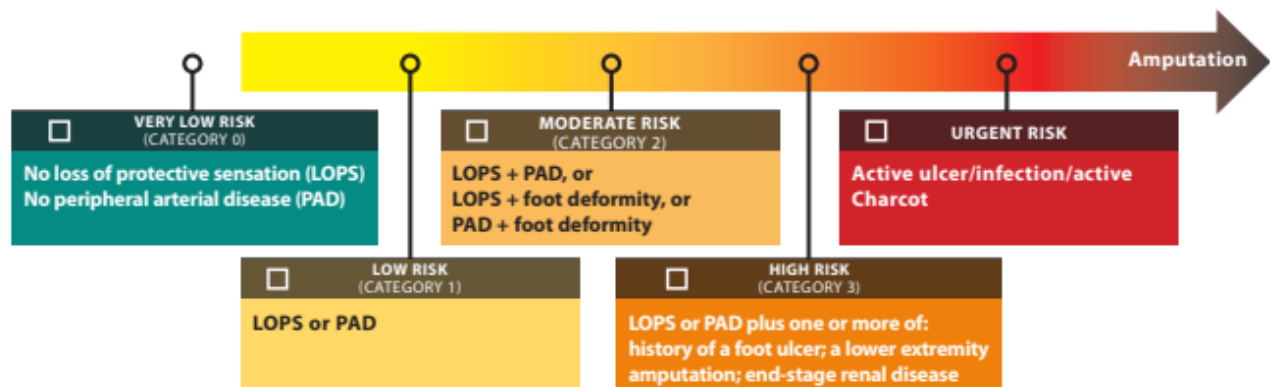 Amputation
VERY LOW RISK
(CATEGORY 0)
No loss of protective sensation (LOPS)
No peripheral arterial disease (PAD)
LOW RISK
(CATEGORY 1)
LOPS or PAD
MODERATE RISK
(CATEGORY 2)
LOPS + PAD, or
LOPS + foot deformity, or
PAD + foot deformity
HIGH RISK
(CATEGORY 3)
LOPS or PAD plus one or more of:
history of a foot ulcer; a lower extremity
amputation; end-stage renal disease
URGENT RISK
Active ulcer/infection/active
Charcot